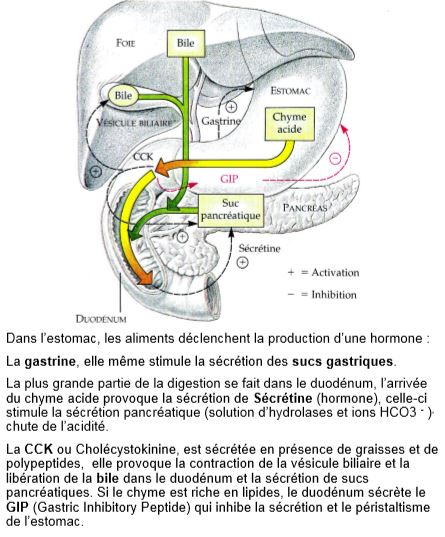 FOIE
Bile
Bile
ESTOMAC
VÉSICULE BILIAIRE
Gastrine
+
Chyme
acide
CCK
GIP
−
+
Suc
pancréatique
PANCRÉAS
+
Sécrétine
+
+ = Activation
− = Inhibition
DUODÉNUM
Dans l'estomac, les aliments déclenchent la production d'une hormone :
La gastrine, elle même stimule la sécrétion des sucs gastriques.
La plus grande partie de la digestion se fait dans le duodénum, l'arrivée
du chyme acide provoque la sécrétion de Sécrétine (hormone), celle-ci
stimule la sécrétion pancréatique (solution d'hydrolases et ions HCO3 - )·
chute de l'acidité.
La CCK ou Cholécystokinine, est sécrétée en présence de graisses et de
polypeptides, elle provoque la contraction de la vésicule biliaire et la
libération de la bile dans le duodénum et la sécrétion de sucs
pancréatiques. Si le chyme est riche en lipides, le duodénum sécrète le
GIP (Gastric Inhibitory Peptide) qui inhibe la sécrétion et le péristaltisme
de l'estomac.